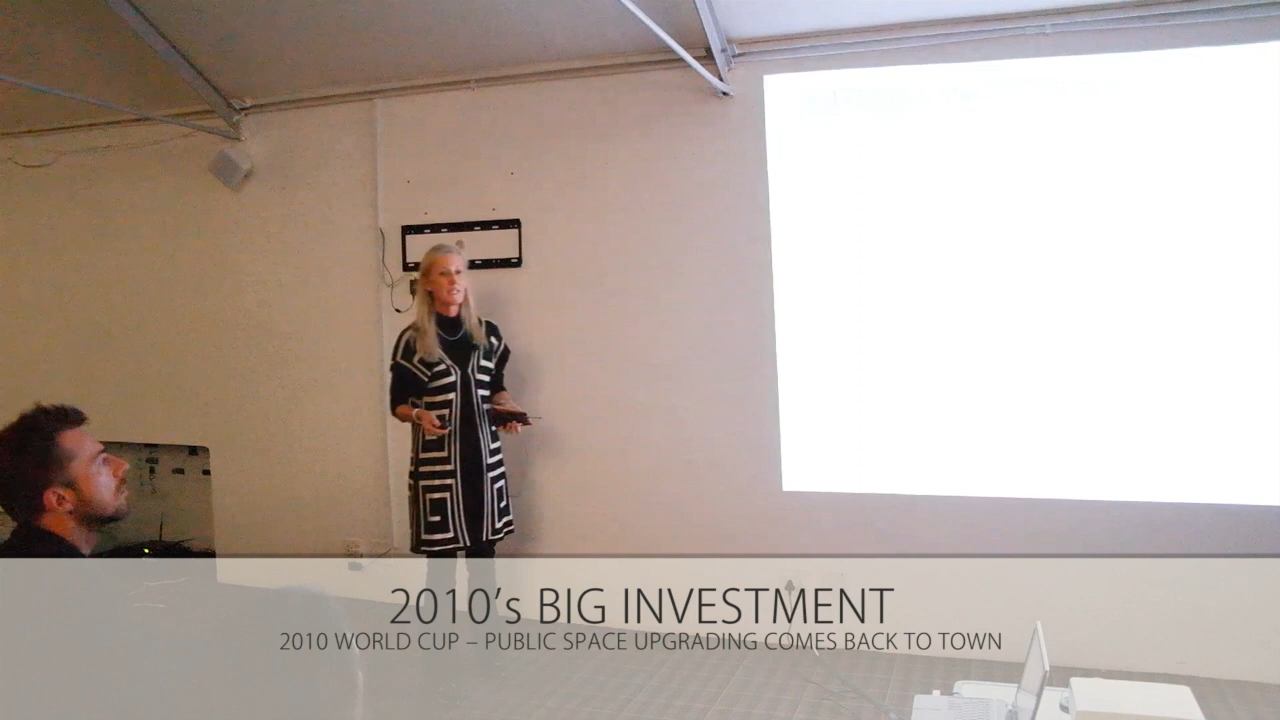 2010’s BIG INVESTMENT
2010 WORLD CUP – PUBLIC SPACE UPGRADING COMES BACK TO TOWN